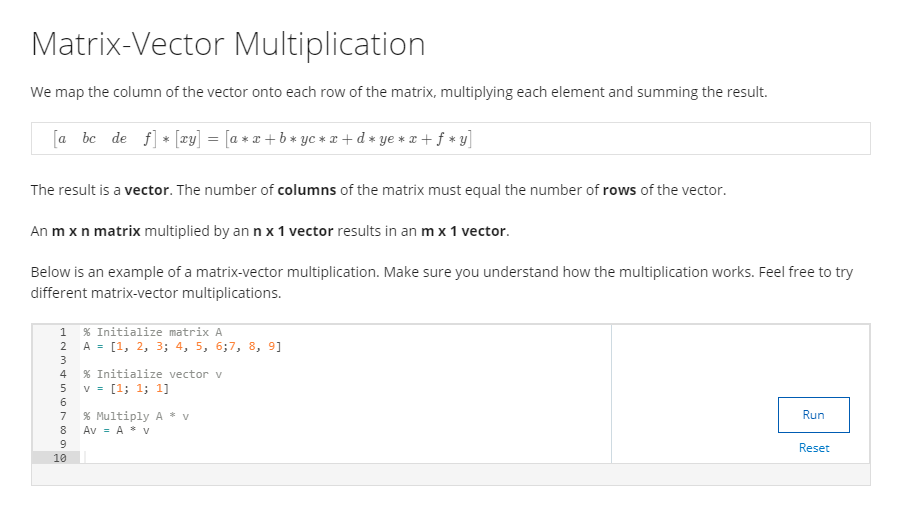 Matrix-Vector Multiplication
We map the column of the vector onto each row of the matrix, multiplying each element and summing the result.
[a bc de f] * [xy] = [a * x + b * yc * x + d * ye * x + f * y]
The result is a vector. The number of columns of the matrix must equal the number of rows of the vector.
An m x n matrix multiplied by an n x 1 vector results in an m x 1 vector.
Below is an example of a matrix-vector multiplication. Make sure you understand how the multiplication works. Feel free to try
different matrix-vector multiplications.
1 % Initialize matrix A
2 A = [1, 2, 3; 4, 5, 6;7, 8, 9]
3
4 % Initialize vector v
5 v = [1; 1; 1]
6
7 % Multiply A * v
8 Av = A * v
9
10
Run
Reset